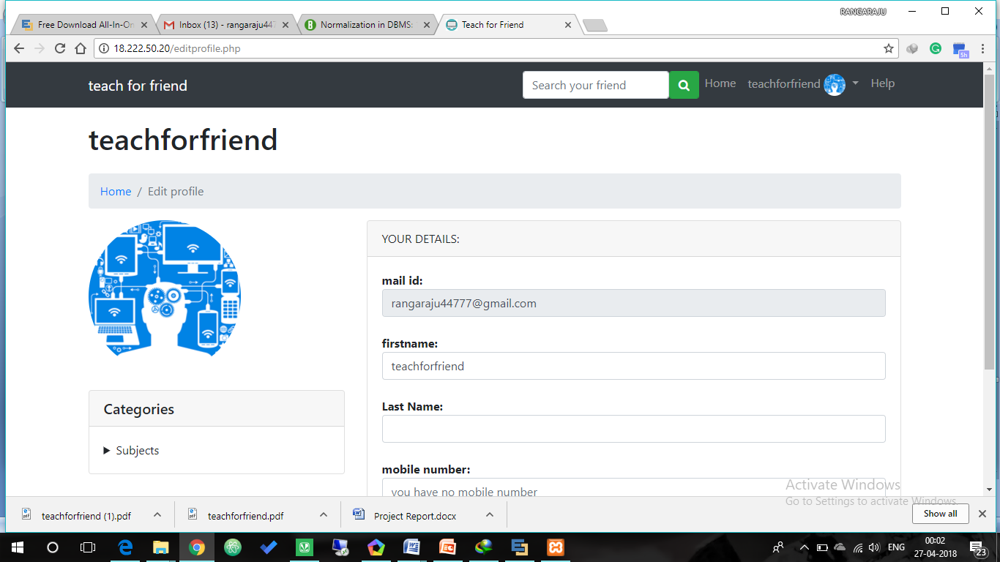 RANGARAJU
Free Download All-In-On
Inbox (13) - rangaraju447
Normalization in DBMS:
Teach for Friend
18.222.50.20/editprofile.php
5h
teach for friend
Search your friend
Home
teachforfriend
Help
teachforfriend
Home / Edit profile
YOUR DETAILS:
mail id:
rangaraju44777@gmail.com
firstname:
teachforfriend
Last Name:
Categories
Subjects
mobile number:
you have no mobile number
Activate Windows
Go to Settings to activate Windows.
teachforfriend (1).pdf
teachforfriend.pdf
Project Report.docx
Show all
ENG
00:02
27-04-2018
23